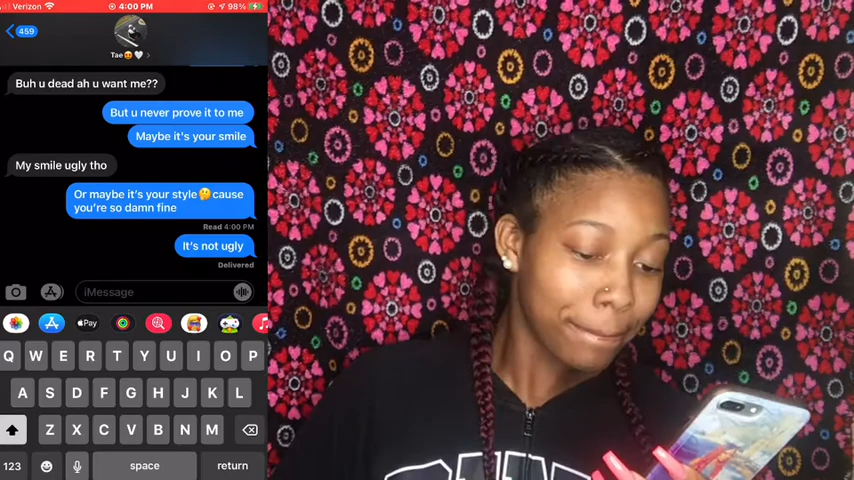 Verizon 4:00 PM 98%
459
Tae
Buh u dead ah u want me??
But u never prove it to me
Maybe it's your smile
My smile ugly tho
Or maybe it's your style🤔cause
you're so damn fine
Read 4:00 PM
It's not ugly
Delivered
iMessage
Pay
Q W E R T Y U I O P
A S D F G H J K L
Z X C V B N M
123 space return